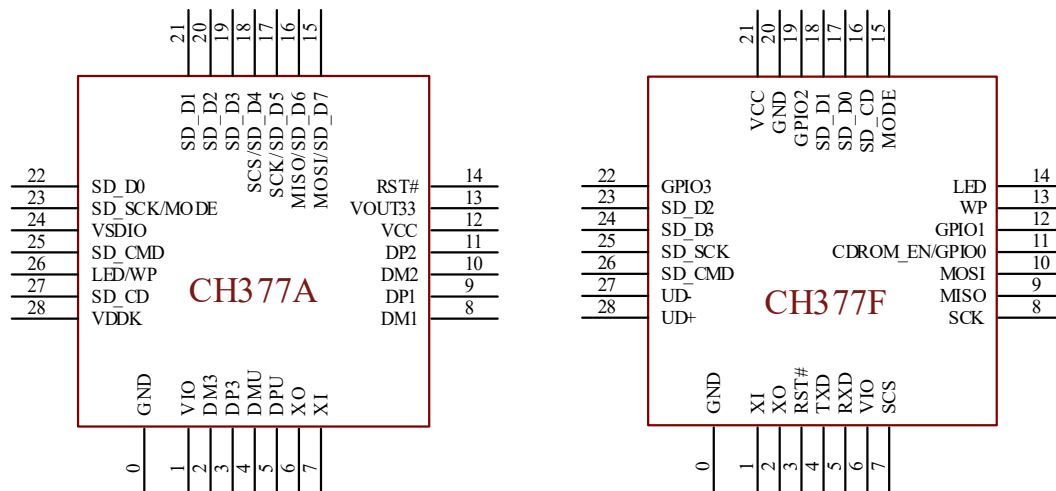 21 20 19 18 17 16 15
SD_D1 SD_D2 SD_D3 SCS/SD_D4 SCK/SD_D5 MISO/SD_D6 MOSI/SD_D7
22 SD_D0 RST# 14
23 SD_SCK/MODE VOUT33 13
24 VSDIO VCC 12
25 SD_CMD DP2 11
26 LED/WP DM2 10
27 SD_CD DP1 9
28 VDDK DM1 8
CH377A
GND VIO DM3 DP3 DMU DPU XO XI
0 1 2 3 4 5 6 7
21 20 19 18 17 16 15
VCC GND GPIO2 SD_D1 SD_D0 SD_CD MODE
22 GPIO3 LED 14
23 SD_D2 WP 13
24 SD_D3 GPIO1 12
25 SD_SCK CDROM_EN/GPIO0 11
26 SD_CMD MOSI 10
27 UD- MISO 9
28 UD+ SCK 8
CH377F
GND XI XO RST# TXD RXD VIO SCS
0 1 2 3 4 5 6 7